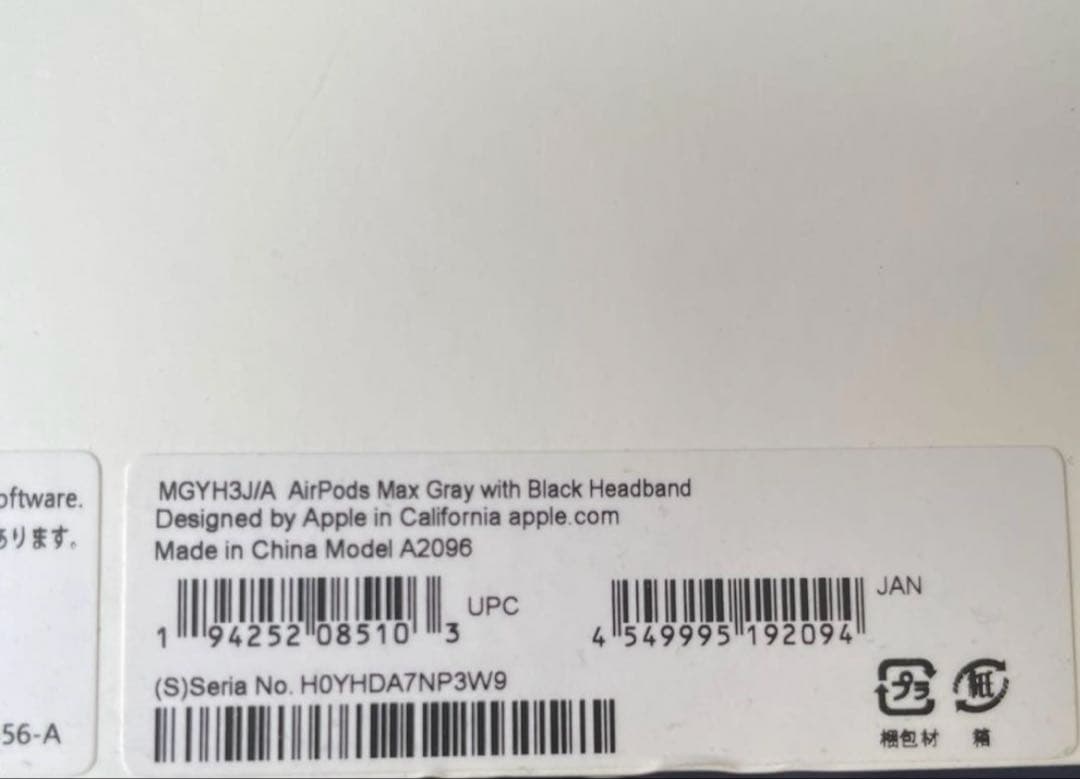 oftware.
あります。
56-A
MGYH3J/A AirPods Max Gray with Black Headband
Designed by Apple in California apple.com
Made in China Model A2096
1 94252 08510 3 UPC
4 549995 192094 JAN
(S)Seria No. H0YHDA7NP3W9
プラ 紙
梱包材 箱